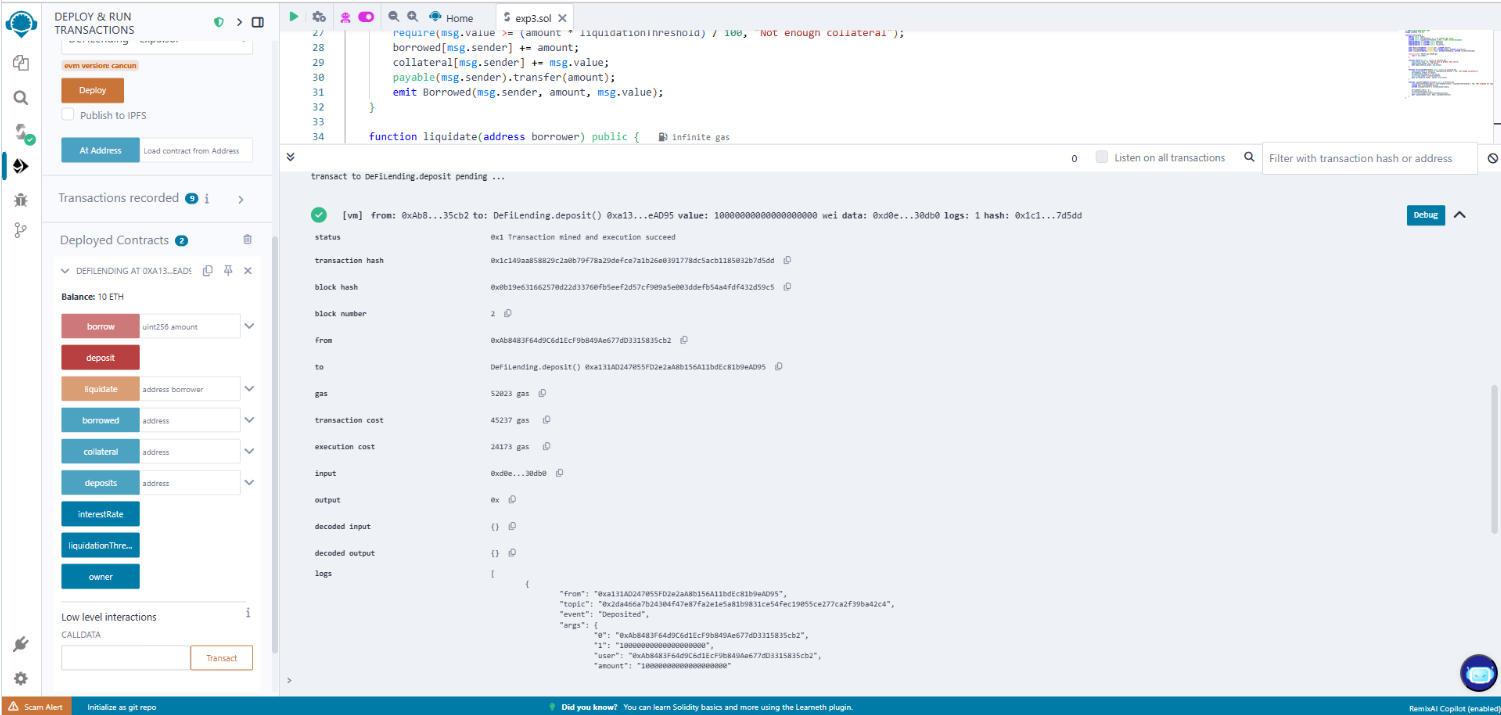 DEPLOY & RUN
TRANSACTIONS
evm version: cancun
Deploy
Publish to IPFS
At Address
Load contract from Address
Transactions recorded 9 i
Deployed Contracts 2
DEFILENDING AT 0XA13...EAD9
Balance: 10 ETH
borrow
uint256 amount
deposit
liquidate
address borrower
borrowed
address
collateral
address
deposits
address
interestRate
liquidationThre...
owner
Low level interactions
i
CALLDATA
Transact
Home
exp3.sol
27 require(msg.value >= (amount * liquidationThreshold) / 100, "Not enough collateral");
28 borrowed[msg.sender] += amount;
29 collateral[msg.sender] += msg.value;
30 payable(msg.sender).transfer(amount);
31 emit Borrowed(msg.sender, amount, msg.value);
32 }
33
34 function liquidate(address borrower) public { infinite gas
0
Listen on all transactions
Filter with transaction hash or address
transact to DeFiLending.deposit pending ...
[vm] from: 0xAb8...35cb2 to: DeFiLending.deposit() 0xa13...eAD95 value: 10000000000000000000 wei data: 0xd0e...30db0 logs: 1 hash: 0x1c1...7d5dd
Debug
status 0x1 Transaction mined and execution succeed
transaction hash 0x1c149aa858829c2a0b79f78a29defce7a1b26e0391778dc5acb1185032b7d5dd
block hash 0x0b19e631662570d22d33760fb5eef2d57cf909a5e003ddefb54a4fdf432d59c5
block number 2
from 0xAb8483F64d9C6d1EcF9b849Ae677dD3315835cb2
to DeFiLending.deposit() 0xa131AD247055FD2e2aA8b156A11bdEc81b9eAD95
gas 52023 gas
transaction cost 45237 gas
execution cost 24173 gas
input 0xd0e...30db0
output 0x
decoded input {}
decoded output {}
logs [
{
"from": "0xa131AD247055FD2e2aA8b156A11bdEc81b9eAD95",
"topic": "0x2da466a7b24304f47e87fa2e1e5a81b9831ce54fec19055ce277ca2f39ba42c4",
"event": "Deposited",
"args": {
"0": "0xAb8483F64d9C6d1EcF9b849Ae677dD3315835cb2",
"1": "10000000000000000000",
"user": "0xAb8483F64d9C6d1EcF9b849Ae677dD3315835cb2",
"amount": "10000000000000000000"
>
Scam Alert
Initialize as git repo
Did you know? You can learn Solidity basics and more using the Learneth plugin.
RemixAI Copilot (enabled)